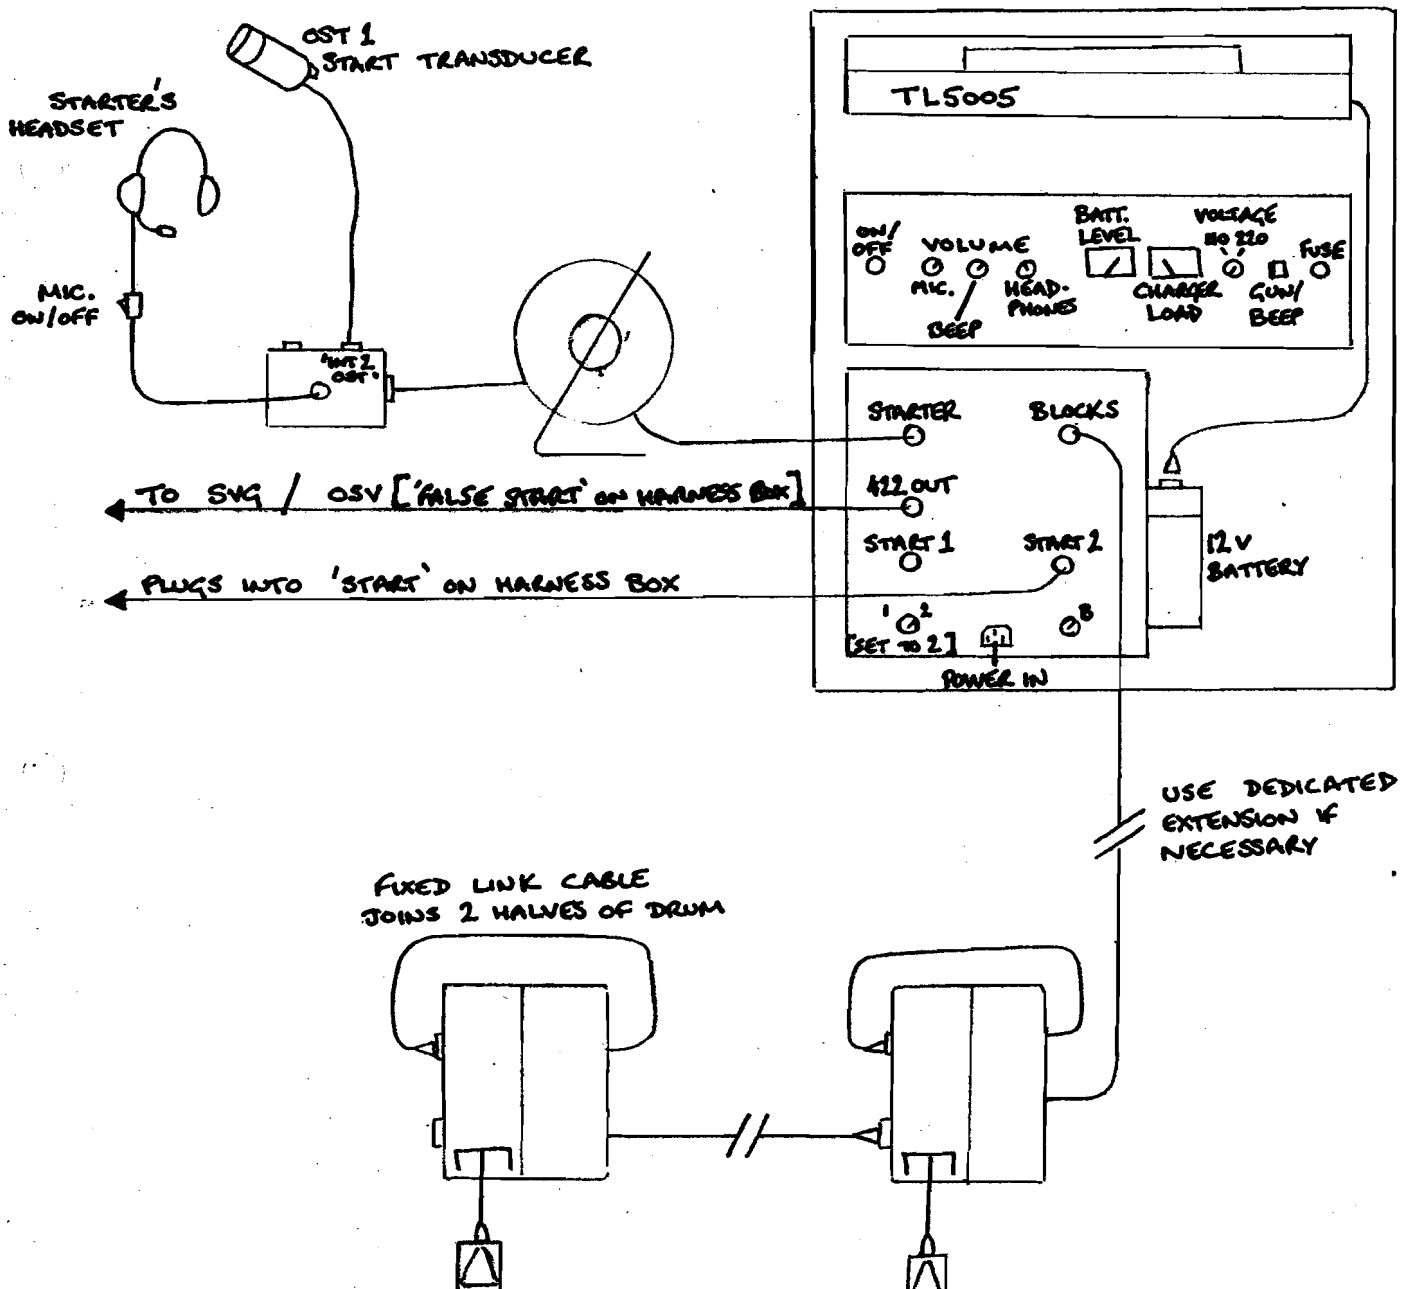 OST 1
START TRANSDUCER
STARTER'S
HEADSET
MIC.
ON/OFF
'INT 2
OST'
TL5005
ON/
OFF
VOLUME
MIC.
BEEP
HEAD-
PHONES
BATT.
LEVEL
CHARGER
LOAD
VOLTAGE
110 220
GUN/
BEEP
FUSE
STARTER
BLOCKS
TO SVG / OSV ['FALSE START' ON HARNESS BOX]
422 OUT
START 1
START 2
PLUGS INTO 'START' ON HARNESS BOX
1 2
[SET TO 2]
8
POWER IN
12V
BATTERY
USE DEDICATED
EXTENSION IF
NECESSARY
FIXED LINK CABLE
JOINS 2 HALVES OF DRUM